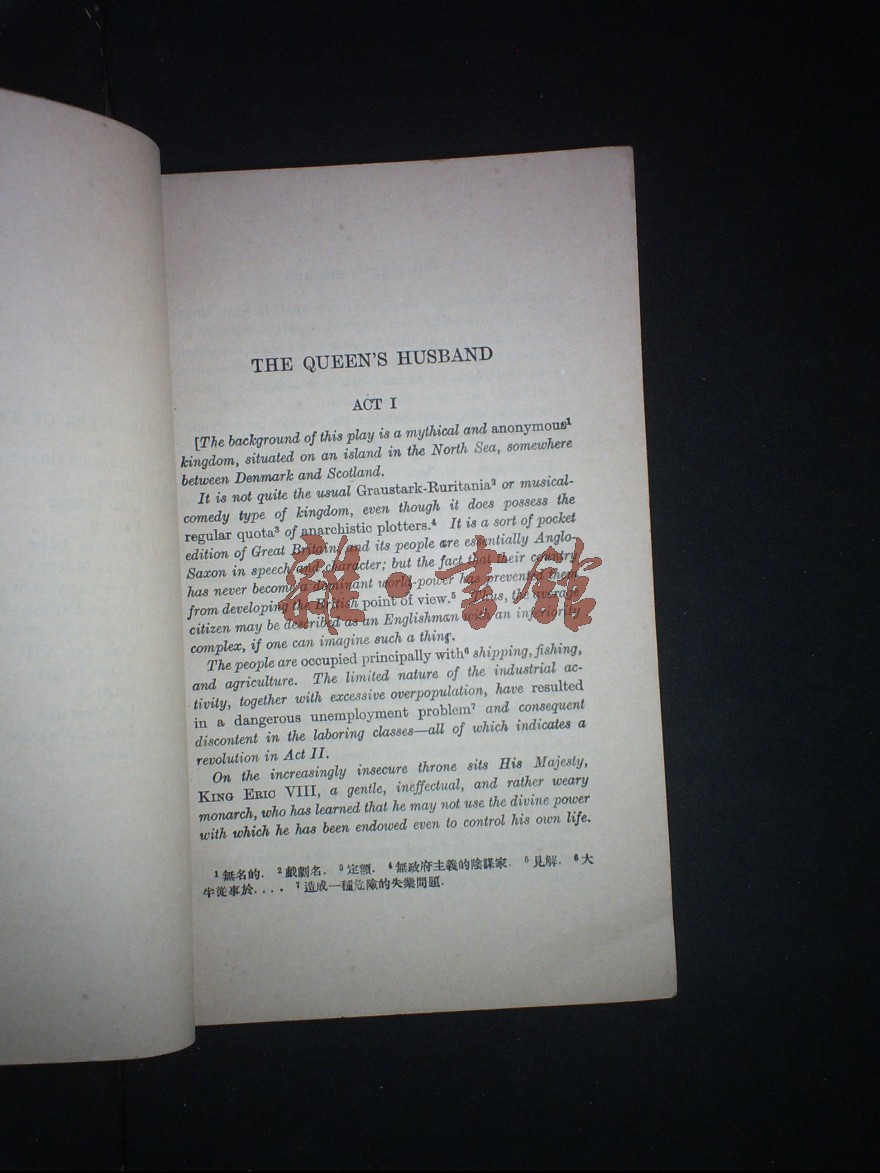 THE QUEEN'S HUSBAND
ACT I
[The background of this play is a mythical and anonymous¹
kingdom, situated on an island in the North Sea, somewhere
between Denmark and Scotland.
It is not quite the usual Graustark-Ruritania² or musical-
comedy type of kingdom, even though it does possess the
regular quota³ of anarchistic plotters.⁴ It is a sort of pocket
edition of Great Britain, and its people are essentially Anglo-
Saxon in speech and character; but the fact that their country
has never become a dominant world-power has prevented them
from developing the British point of view.⁵ Thus, the average
citizen may be described as an Englishman with an inferiority
complex, if one can imagine such a thing.
The people are occupied principally with⁶ shipping, fishing,
and agriculture. The limited nature of the industrial ac-
tivity, together with excessive overpopulation, have resulted
in a dangerous unemployment problem⁷ and consequent
discontent in the laboring classes—all of which indicates a
revolution in Act II.
On the increasingly insecure throne sits His Majesty,
KING ERIC VIII, a gentle, ineffectual, and rather weary
monarch, who has learned that he may not use the divine power
with which he has been endowed even to control his own life.
¹ 無名的. ² 戲劇名. ³ 定額. ⁴ 無政府主義的陰謀家. ⁵ 見解. ⁶ 大
半從事於.... ⁷ 造成一種危險的失業問題.
雜·書館